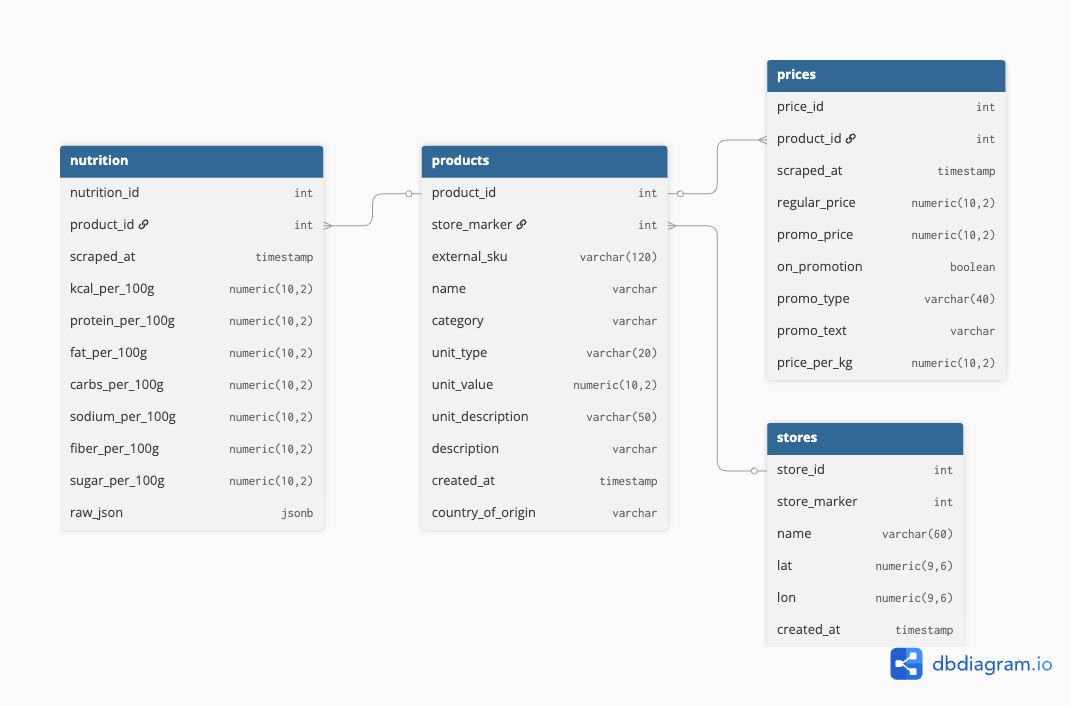 nutrition
nutrition_id int
product_id int
scraped_at timestamp
kcal_per_100g numeric(10,2)
protein_per_100g numeric(10,2)
fat_per_100g numeric(10,2)
carbs_per_100g numeric(10,2)
sodium_per_100g numeric(10,2)
fiber_per_100g numeric(10,2)
sugar_per_100g numeric(10,2)
raw_json jsonb
products
product_id int
store_marker int
external_sku varchar(120)
name varchar
category varchar
unit_type varchar(20)
unit_value numeric(10,2)
unit_description varchar(50)
description varchar
created_at timestamp
country_of_origin varchar
prices
price_id int
product_id int
scraped_at timestamp
regular_price numeric(10,2)
promo_price numeric(10,2)
on_promotion boolean
promo_type varchar(40)
promo_text varchar
price_per_kg numeric(10,2)
stores
store_id int
store_marker int
name varchar(60)
lat numeric(9,6)
lon numeric(9,6)
created_at timestamp
dbdiagram.io